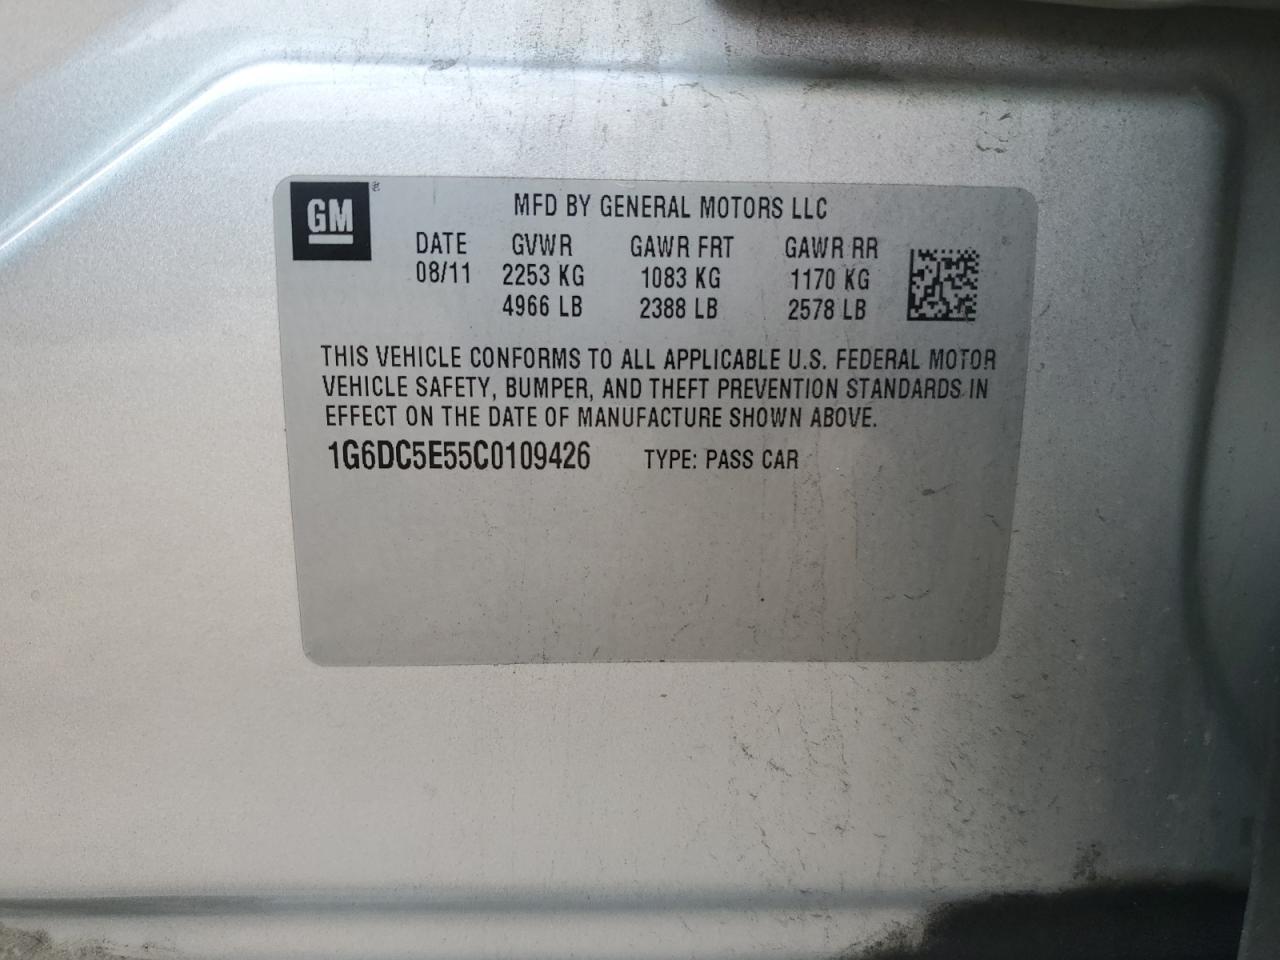 GM®
MFD BY GENERAL MOTORS LLC
DATE GVWR GAWR FRT GAWR RR
08/11 2253 KG 1083 KG 1170 KG
4966 LB 2388 LB 2578 LB
THIS VEHICLE CONFORMS TO ALL APPLICABLE U.S. FEDERAL MOTOR
VEHICLE SAFETY, BUMPER, AND THEFT PREVENTION STANDARDS IN
EFFECT ON THE DATE OF MANUFACTURE SHOWN ABOVE.
1G6DC5E55C0109426 TYPE: PASS CAR